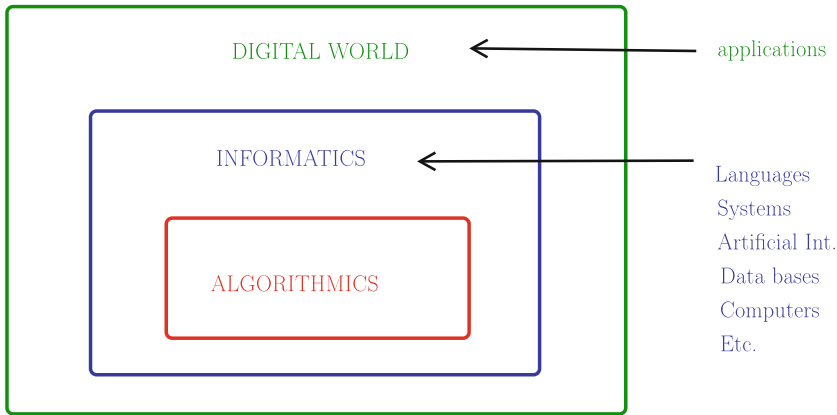 DIGITAL WORLD
applications
INFORMATICS
Languages
Systems
Artificial Int.
Data bases
Computers
Etc.
ALGORITHMICS